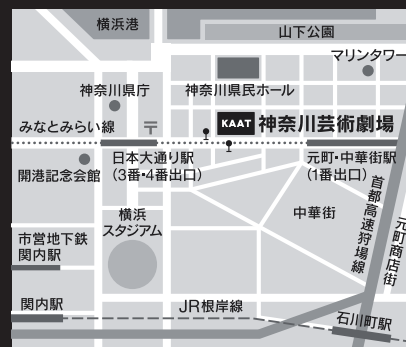 横浜港
山下公園
マリンタワー
神奈川県庁
神奈川県民ホール
みなとみらい線
〒
KAAT 神奈川芸術劇場
日本大通り駅
(3番・4番出口)
元町・中華街駅
(1番出口)
開港記念会館
横浜
スタジアム
中華街
首都高速狩場線
元町商店街
市営地下鉄
関内駅
関内駅
JR根岸線
石川町駅